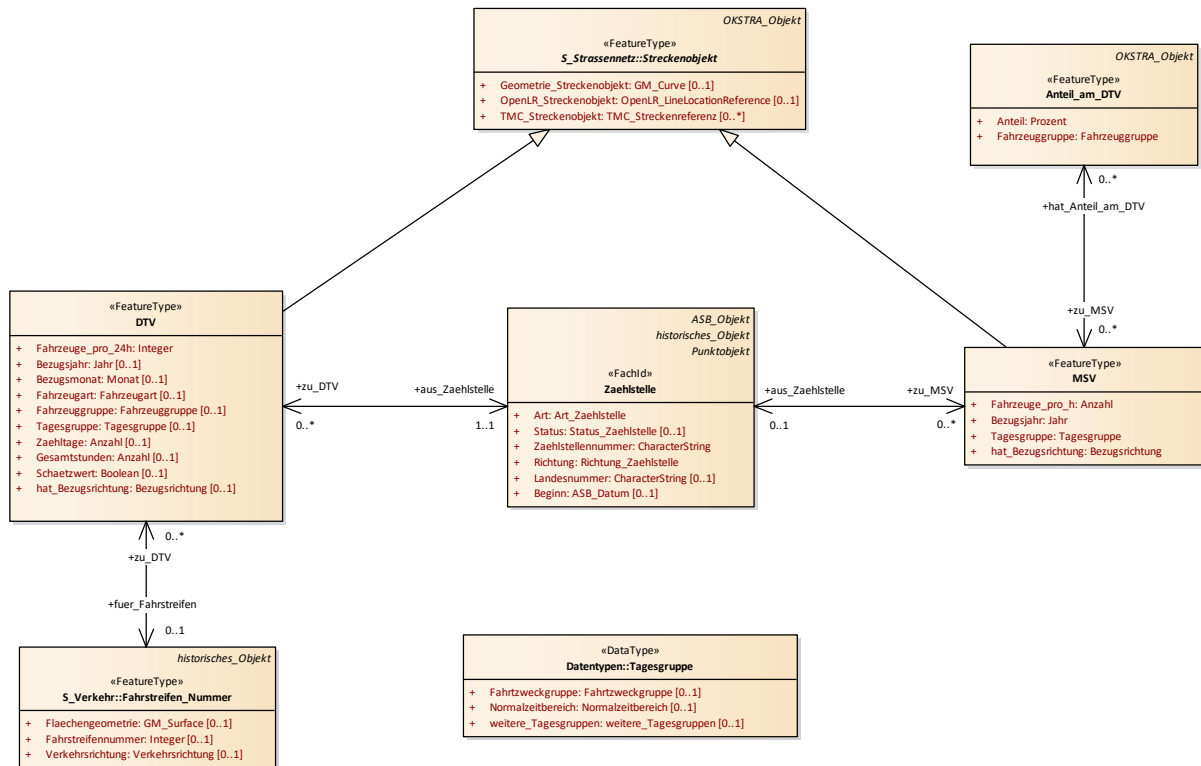 OKSTRA_Objekt
«FeatureType»
S_Strassennetz::Streckenobjekt
+ Geometrie_Streckenobjekt: GM_Curve [0..1]
+ OpenLR_Streckenobjekt: OpenLR_LineLocationReference [0..1]
+ TMC_Streckenobjekt: TMC_Streckenreferenz [0..*]
OKSTRA_Objekt
«FeatureType»
Anteil_am_DTV
+ Anteil: Prozent
+ Fahrzeuggruppe: Fahrzeuggruppe
0..*
+hat_Anteil_am_DTV
+zu_MSV
0..*
«FeatureType»
DTV
+ Fahrzeuge_pro_24h: Integer
+ Bezugsjahr: Jahr [0..1]
+ Bezugsmonat: Monat [0..1]
+ Fahrzeugart: Fahrzeugart [0..1]
+ Fahrzeuggruppe: Fahrzeuggruppe [0..1]
+ Tagesgruppe: Tagesgruppe [0..1]
+ Zaehltage: Anzahl [0..1]
+ Gesamtstunden: Anzahl [0..1]
+ Schaetzwert: Boolean [0..1]
+ hat_Bezugsrichtung: Bezugsrichtung [0..1]
+zu_DTV
+aus_Zaehlstelle
0..*
1..1
ASB_Objekt
historisches_Objekt
Punktobjekt
«FachId»
Zaehlstelle
+ Art: Art_Zaehlstelle
+ Status: Status_Zaehlstelle [0..1]
+ Zaehlstellennummer: CharacterString
+ Richtung: Richtung_Zaehlstelle
+ Landesnummer: CharacterString [0..1]
+ Beginn: ASB_Datum [0..1]
+aus_Zaehlstelle
+zu_MSV
0..1
0..*
«FeatureType»
MSV
+ Fahrzeuge_pro_h: Anzahl
+ Bezugsjahr: Jahr
+ Tagesgruppe: Tagesgruppe
+ hat_Bezugsrichtung: Bezugsrichtung
0..*
+zu_DTV
+fuer_Fahrstreifen
0..1
historisches_Objekt
«FeatureType»
S_Verkehr::Fahrstreifen_Nummer
+ Flaechengeometrie: GM_Surface [0..1]
+ Fahrstreifennummer: Integer [0..1]
+ Verkehrsrichtung: Verkehrsrichtung [0..1]
«DataType»
Datentypen::Tagesgruppe
+ Fahrtzweckgruppe: Fahrtzweckgruppe [0..1]
+ Normalzeitbereich: Normalzeitbereich [0..1]
+ weitere_Tagesgruppen: weitere_Tagesgruppen [0..1]